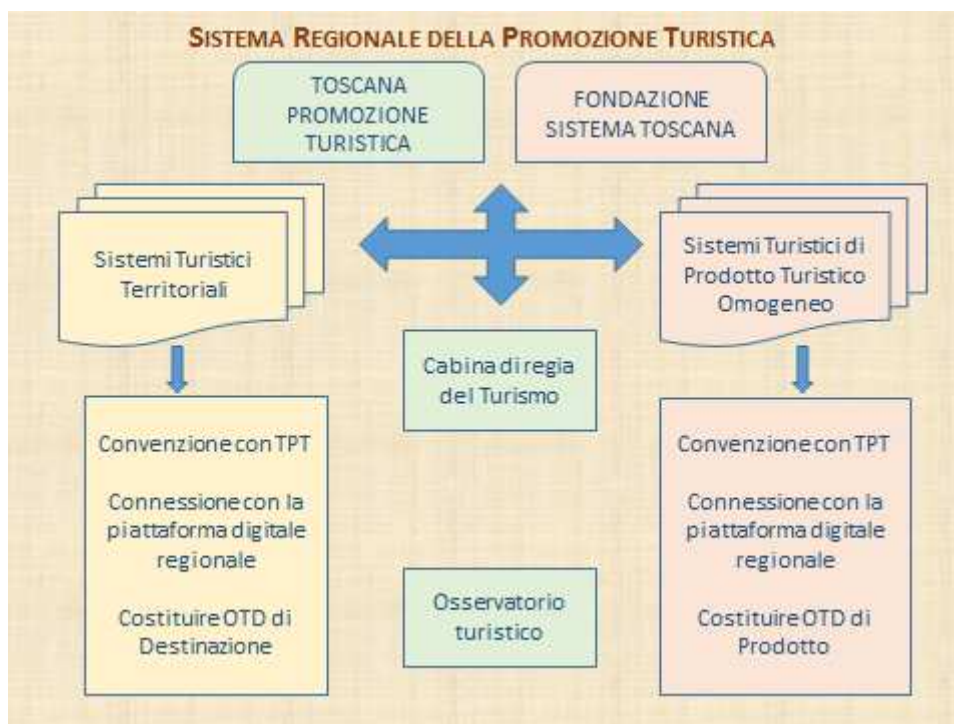 SISTEMA REGIONALE DELLA PROMOZIONE TURISTICA
TOSCANA
PROMOZIONE
TURISTICA
FONDAZIONE
SISTEMA TOSCANA
Sistemi Turistici
Territoriali
Sistemi Turistici di
Prodotto Turistico
Omogeneo
Cabina di regia
del Turismo
Convenzione con TPT
Connessione con la
piattaforma digitale
regionale
Costituire OTD di
Destinazione
Osservatorio
turistico
Convenzione con TPT
Connessione con la
piattaforma digitale
regionale
Costituire OTD di
Prodotto